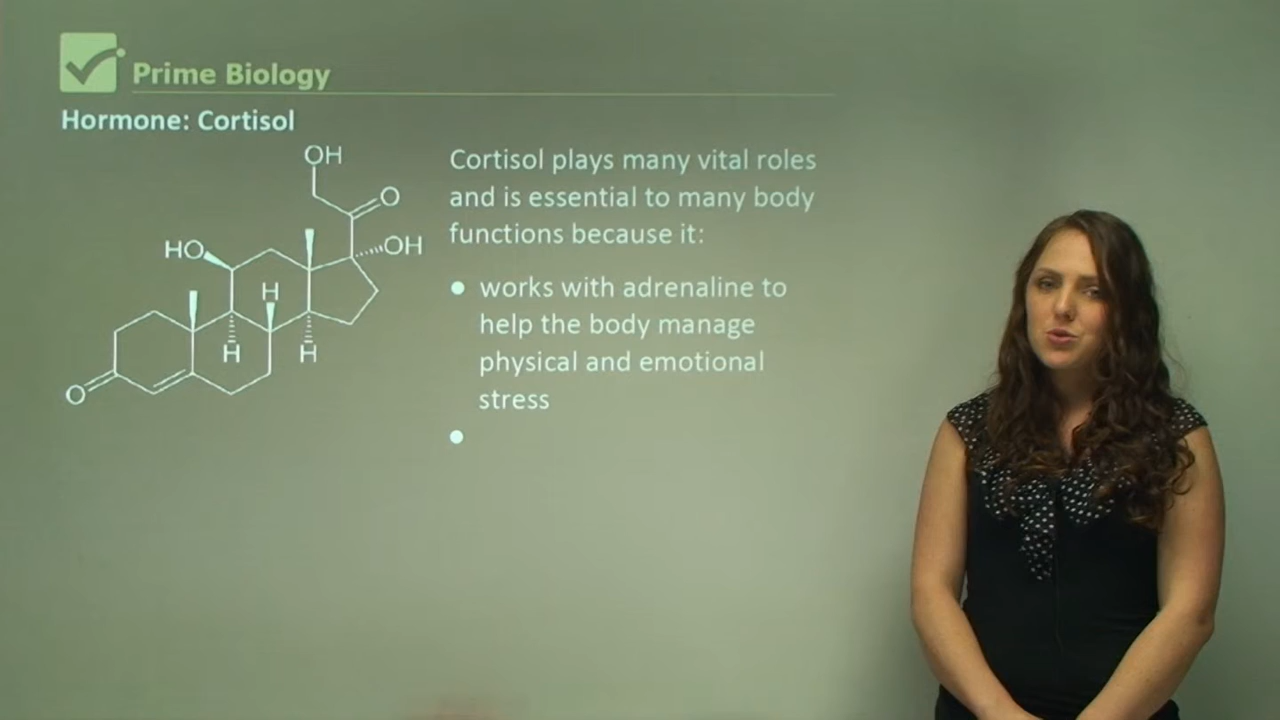 Prime Biology
Hormone: Cortisol
OH
O
HO
OH
H
H
H
O
Cortisol plays many vital roles
and is essential to many body
functions because it:
● works with adrenaline to
help the body manage
physical and emotional
stress
●